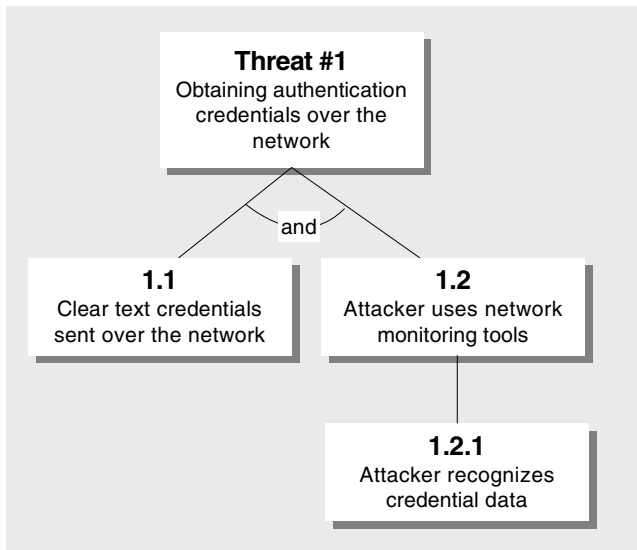 Threat #1
Obtaining authentication
credentials over the
network
and
1.1
Clear text credentials
sent over the network
1.2
Attacker uses network
monitoring tools
1.2.1
Attacker recognizes
credential data